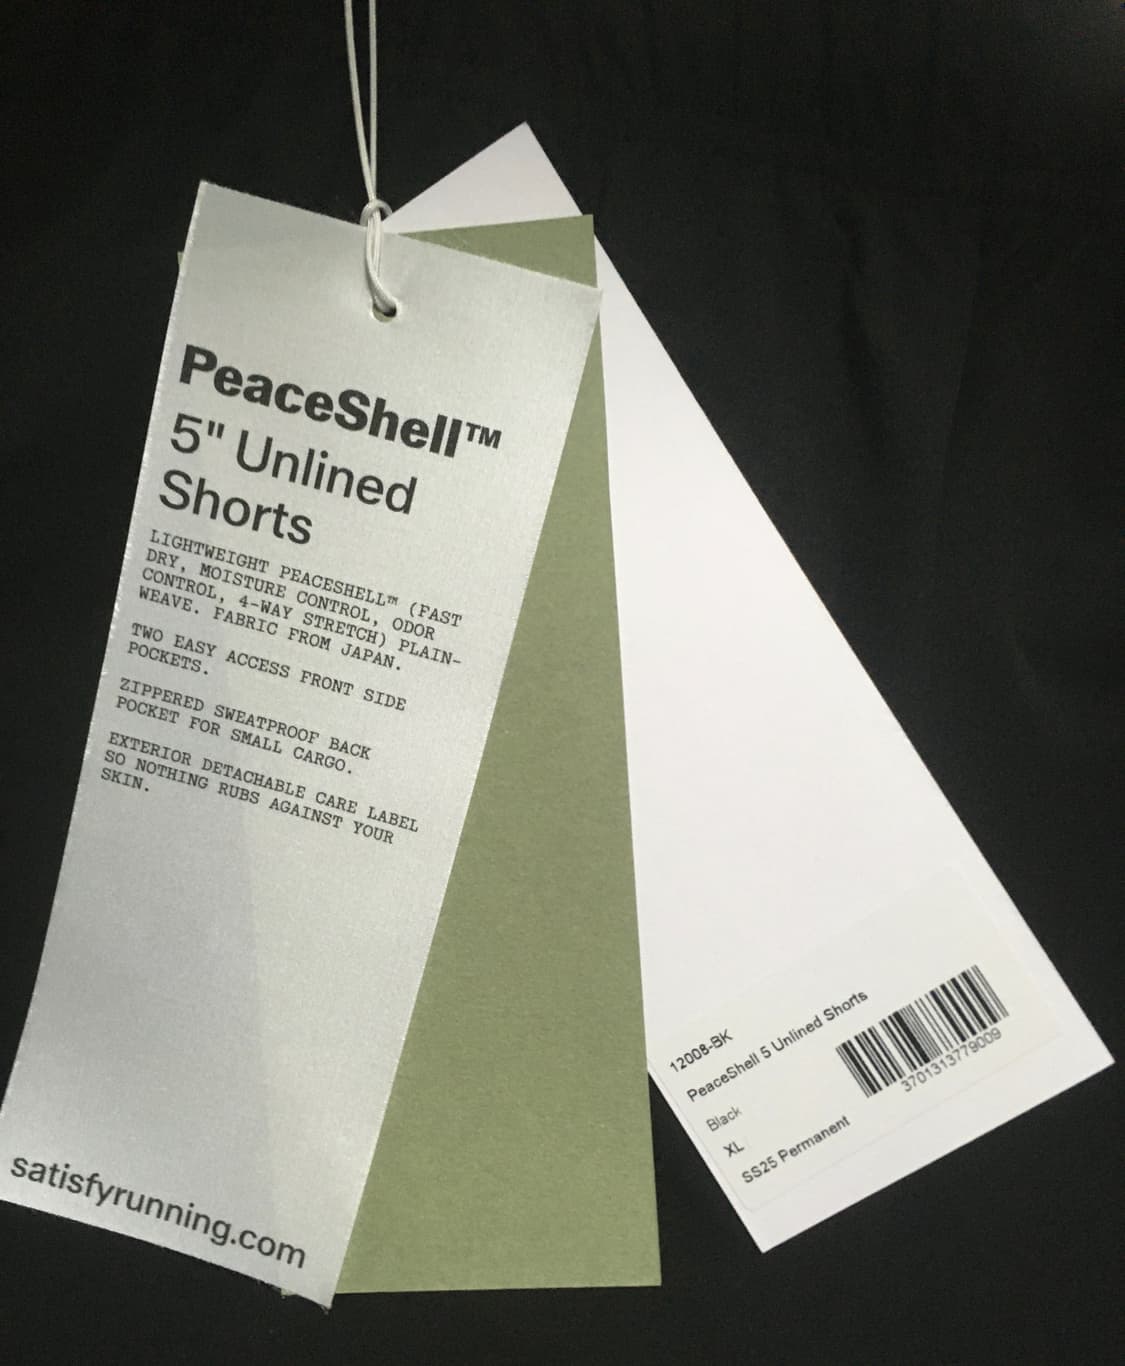 PeaceShell™
5" Unlined
Shorts
LIGHTWEIGHT PEACESHELL™ (FAST
DRY, MOISTURE CONTROL, ODOR
CONTROL, 4-WAY STRETCH) PLAIN-
WEAVE. FABRIC FROM JAPAN.
TWO EASY ACCESS FRONT SIDE
POCKETS.
ZIPPERED SWEATPROOF BACK
POCKET FOR SMALL CARGO.
EXTERIOR DETACHABLE CARE LABEL
SO NOTHING RUBS AGAINST YOUR
SKIN.
satisfyrunning.com
12008-BK
PeaceShell 5 Unlined Shorts
Black
XL
SS25 Permanent
3701313779009